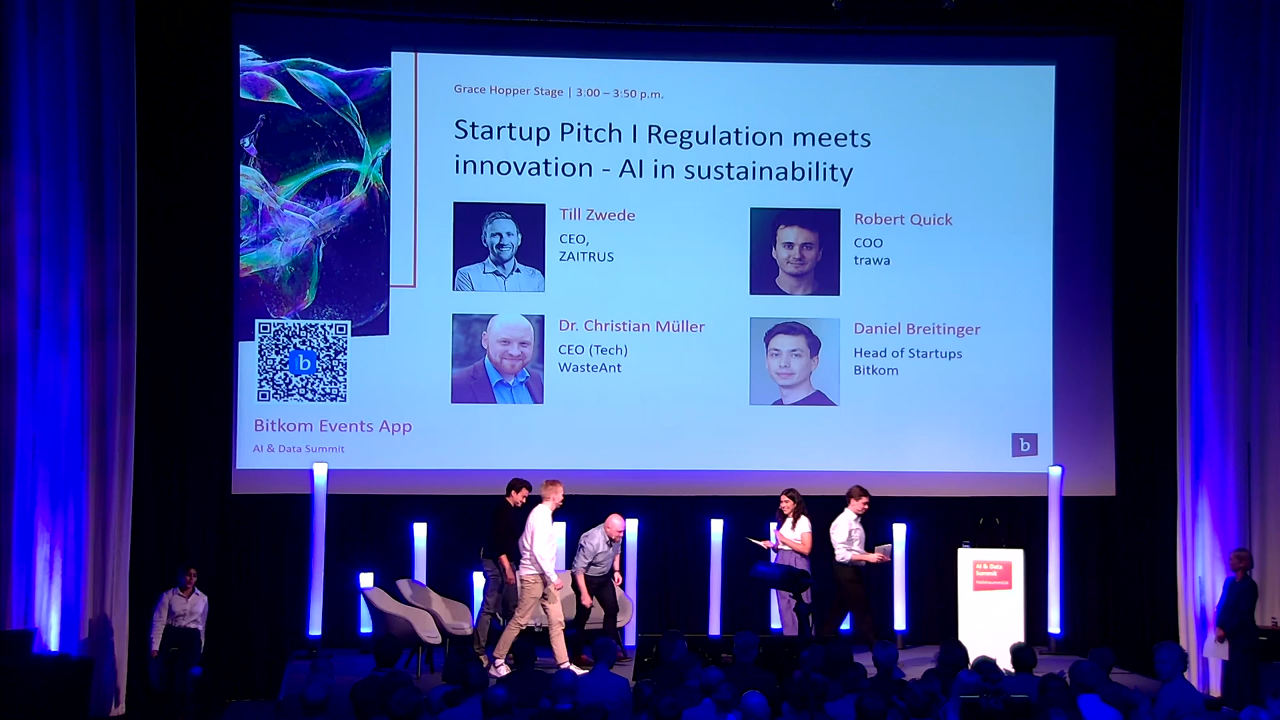 Grace Hopper Stage | 3:00 – 3:50 p.m.
Startup Pitch I Regulation meets
innovation - AI in sustainability
Till Zwede
CEO,
ZAITRUS
Robert Quick
COO
trawa
Dr. Christian Müller
CEO (Tech)
WasteAnt
Daniel Breitinger
Head of Startups
Bitkom
b
Bitkom Events App
AI & Data Summit
b
AI & Data
Summit